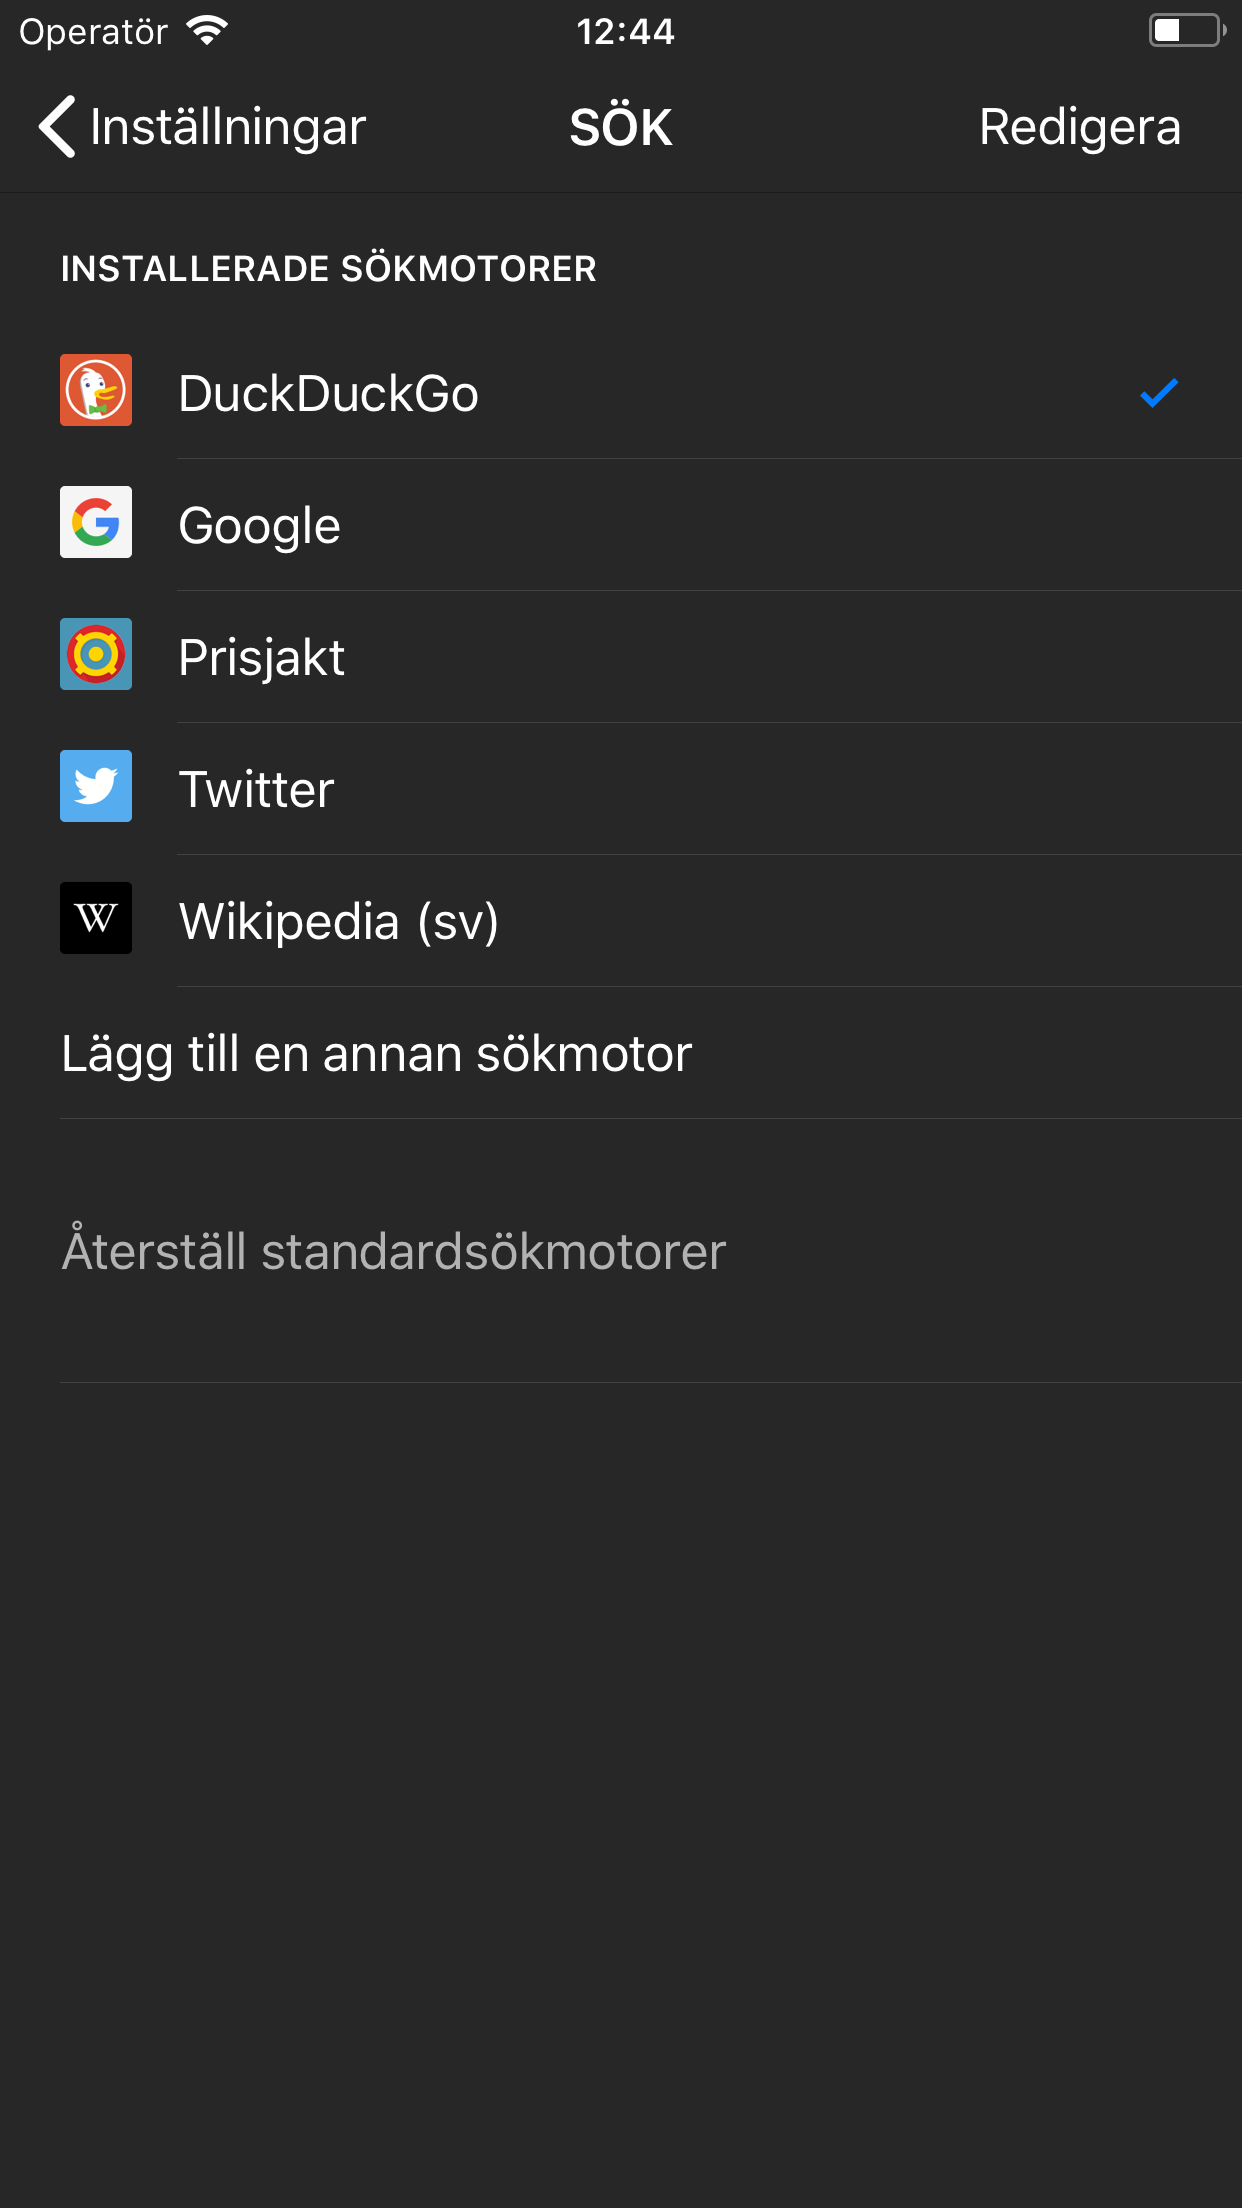 Operatör 12:44
Inställningar SÖK Redigera
INSTALLERADE SÖKMOTORER
DuckDuckGo
Google
Prisjakt
Twitter
W Wikipedia (sv)
Lägg till en annan sökmotor
Återställ standardsökmotorer